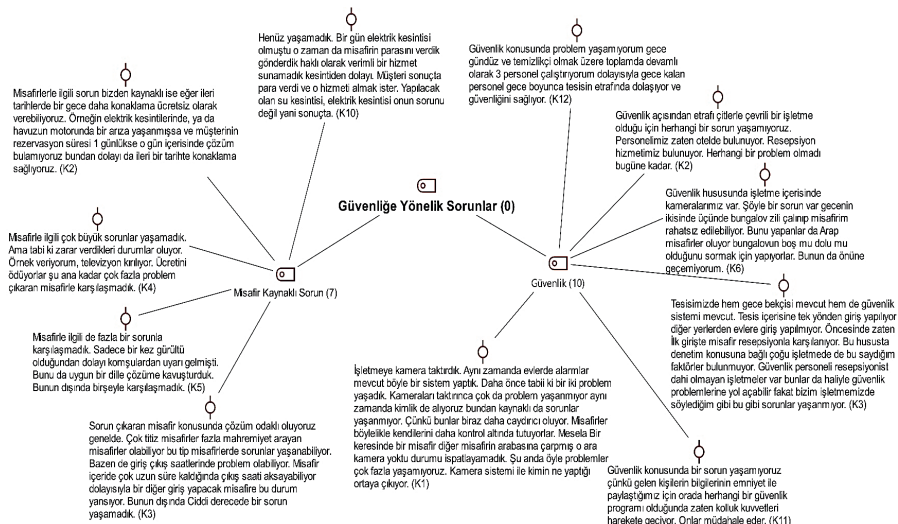 Henüz yaşamadık. Bir gün elektrik kesintisi
olmuştu o zaman da misafirin parasını verdik
gönderdik haklı olarak verimli bir hizmet
sunamadık kesintiden dolayı. Müşteri sonuçta
para verdi ve o hizmeti almak ister. Yapılacak
olan su kesintisi, elektrik kesintisi onun sorunu
değil yani sonuçta. (K10)
Güvenlik konusunda problem yaşamıyorum gece
gündüz ve temizlikçi olmak üzere toplamda devamlı
olarak 3 personel çalıştırıyorum dolayısıyla gece kalan
personel gece boyunca tesisin etrafında dolaşıyor ve
güvenliğini sağlıyor. (K12)
Misafirlerle ilgili sorun bizden kaynaklı ise eğer ileri
tarihlerde bir gece daha konaklama ücretsiz olarak
verebiliyoruz. Örneğin elektrik kesintilerinde, ya da
havuzun motorunda bir arıza yaşanmışsa ve müşterinin
rezervasyon süresi 1 günlükse o gün içerisinde çözüm
bulamıyoruz bundan dolayı da ileri bir tarihte konaklama
sağlıyoruz. (K2)
Güvenlik açısından etrafı çitlerle çevrili bir işletme
olduğu için herhangi bir sorun yaşamıyoruz.
Personelimiz zaten otelde bulunuyor. Resepsiyon
hizmetimiz bulunuyor. Herhangi bir problem olmadı
bugüne kadar. (K2)
Güvenliğe Yönelik Sorunlar (0)
Güvenlik hususunda işletme içerisinde
kameralarımız var. Şöyle bir sorun var gecenin
ikisinde üçünde bungalov zili çalınıp misafirim
rahatsız edilebiliyor. Bunu yapanlar da Arap
misafirler oluyor bungalovun boş mu dolu mu
olduğunu sormak için yapıyorlar. Bunun da önüne
geçemiyorum. (K6)
Misafirle ilgili çok büyük sorunlar yaşamadık.
Ama tabi ki zarar verdikleri durumlar oluyor.
Örnek veriyorum, televizyon kırılıyor. Ücretini
ödüyorlar şu ana kadar çok fazla problem
çıkaran misafirle karşılaşmadık. (K4)
Misafir Kaynaklı Sorun (7)
Güvenlik (10)
Tesisimizde hem gece bekçisi mevcut hem de güvenlik
sistemi mevcut. Tesis içerisine tek yönden giriş yapılıyor
diğer yerlerden evlere giriş yapılmıyor. Öncesinde zaten
İlk girişte misafir resepsiyonla karşılanıyor. Bu hususta
denetim konusuna bağlı çoğu işletmede de bu saydığım
faktörler bulunmuyor. Güvenlik personeli resepsiyonist
dahi olmayan işletmeler var bunlar da haliyle güvenlik
problemlerine yol açabilir fakat bizim işletmemizde
söylediğim gibi bu gibi sorunlar yaşanmıyor. (K3)
Misafirle ilgili de fazla bir sorunla
karşılaşmadık. Sadece bir kez gürültü
olduğundan dolayı komşulardan uyarı gelmişti.
Bunu da uygun bir dille çözüme kavuşturduk.
Bunun dışında birşeyle karşılaşmadık. (K5)
İşletmeye kamera taktırdık. Aynı zamanda evlerde alarmlar
mevcut böyle bir sistem yaptık. Daha önce tabii ki bir iki problem
yaşadık. Kameraları taktırınca çok da problem yaşanmıyor aynı
zamanda kimlik de alıyoruz bundan kaynaklı da sorunlar
yaşanmıyor. Çünkü bunlar biraz daha caydırıcı oluyor. Misafirler
böylelikle kendilerini daha kontrol altında tutuyorlar. Mesela Bir
keresinde bir misafir diğer misafirin arabasına çarpmış o ara
kamera yoktu durumu ispatlayamadık. Şu anda öyle problemler
çok fazla yaşamıyoruz. Kamera sistemi ile kimin ne yaptığı
ortaya çıkıyor. (K1)
Sorun çıkaran misafir konusunda çözüm odaklı oluyoruz
genelde. Çok titiz misafirler fazla mahremiyet arayan
misafirler olabiliyor bu tip misafirlerde sorunlar yaşanabiliyor.
Bazen de giriş çıkış saatlerinde problem olabiliyor. Misafir
içeride çok uzun süre kaldığında çıkış saati aksayabiliyor
dolayısıyla bir diğer giriş yapacak misafire bu durum
yansıyor. Bunun dışında Ciddi derecede bir sorun
yaşamadık. (K3)
Güvenlik konusunda bir sorun yaşamıyoruz
çünkü gelen kişilerin bilgilerinin emniyet ile
paylaştığımız için orada herhangi bir güvenlik
programı olduğunda zaten kolluk kuvvetleri
harekete geçiyor. Onlar müdahale eder. (K11)